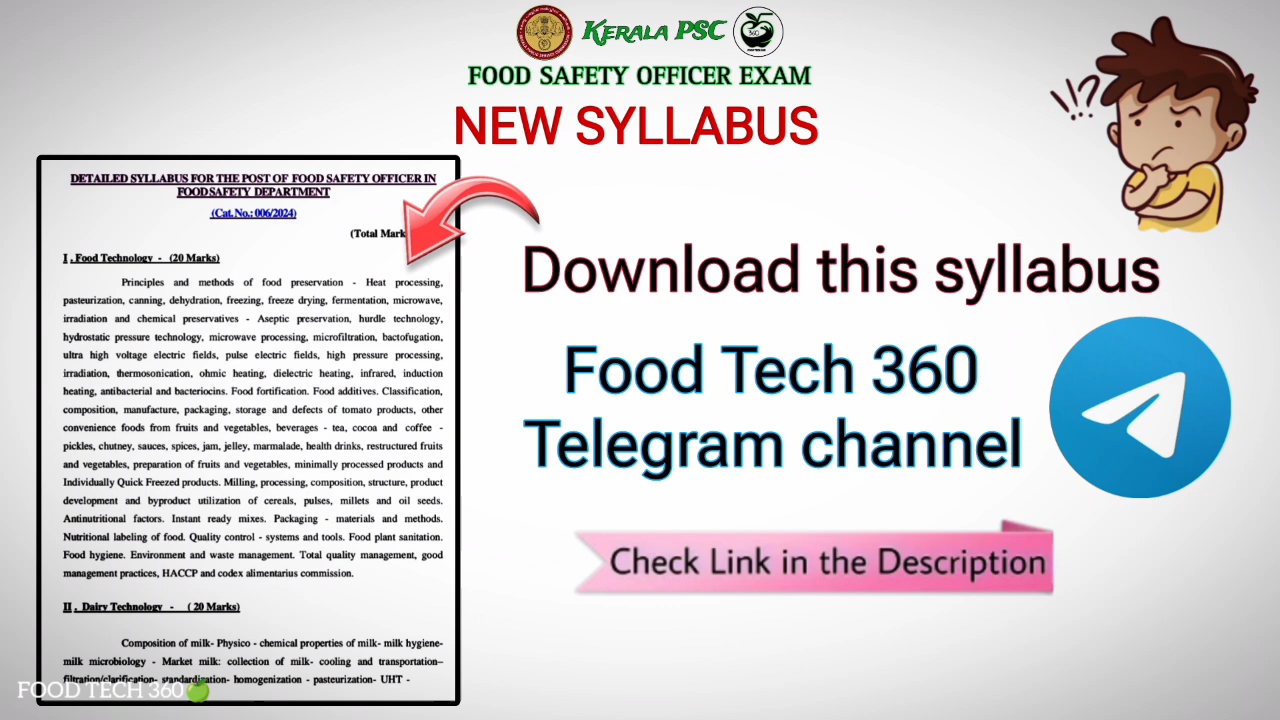 KERALA PSC
360
FOOD SAFETY OFFICER EXAM
NEW SYLLABUS
DETAILED SYLLABUS FOR THE POST OF FOOD SAFETY OFFICER IN
FOOD SAFETY DEPARTMENT
(Cat.No.: 006/2024)
(Total Mark
I . Food Technology - (20 Marks)
Principles and methods of food preservation - Heat processing,
pasteurization, canning, dehydration, freezing, freeze drying, fermentation, microwave,
irradiation and chemical preservatives - Aseptic preservation, hurdle technology,
hydrostatic pressure technology, microwave processing, microfiltration, bactofugation,
ultra high voltage electric fields, pulse electric fields, high pressure processing,
irradiation, thermosonication, ohmic heating, dielectric heating, infrared, induction
heating, antibacterial and bacteriocins. Food fortification. Food additives. Classification,
composition, manufacture, packaging, storage and defects of tomato products, other
convenience foods from fruits and vegetables, beverages - tea, cocoa and coffee -
pickles, chutney, sauces, spices, jam, jelley, marmalade, health drinks, restructured fruits
and vegetables, preparation of fruits and vegetables, minimally processed products and
Individually Quick Freezed products. Milling, processing, composition, structure, product
development and byproduct utilization of cereals, pulses, millets and oil seeds.
Antinutritional factors. Instant ready mixes. Packaging - materials and methods.
Nutritional labeling of food. Quality control - systems and tools. Food plant sanitation.
Food hygiene. Environment and waste management. Total quality management, good
management practices, HACCP and codex alimentarius commission.
II . Dairy Technology - ( 20 Marks)
Composition of milk- Physico - chemical properties of milk- milk hygiene-
milk microbiology - Market milk: collection of milk- cooling and transportation–
filtration/clarification- standardization- homogenization - pasteurization- UHT -
FOOD TECH 360
!!?
Download this syllabus
Food Tech 360
Telegram channel
Check Link in the Description